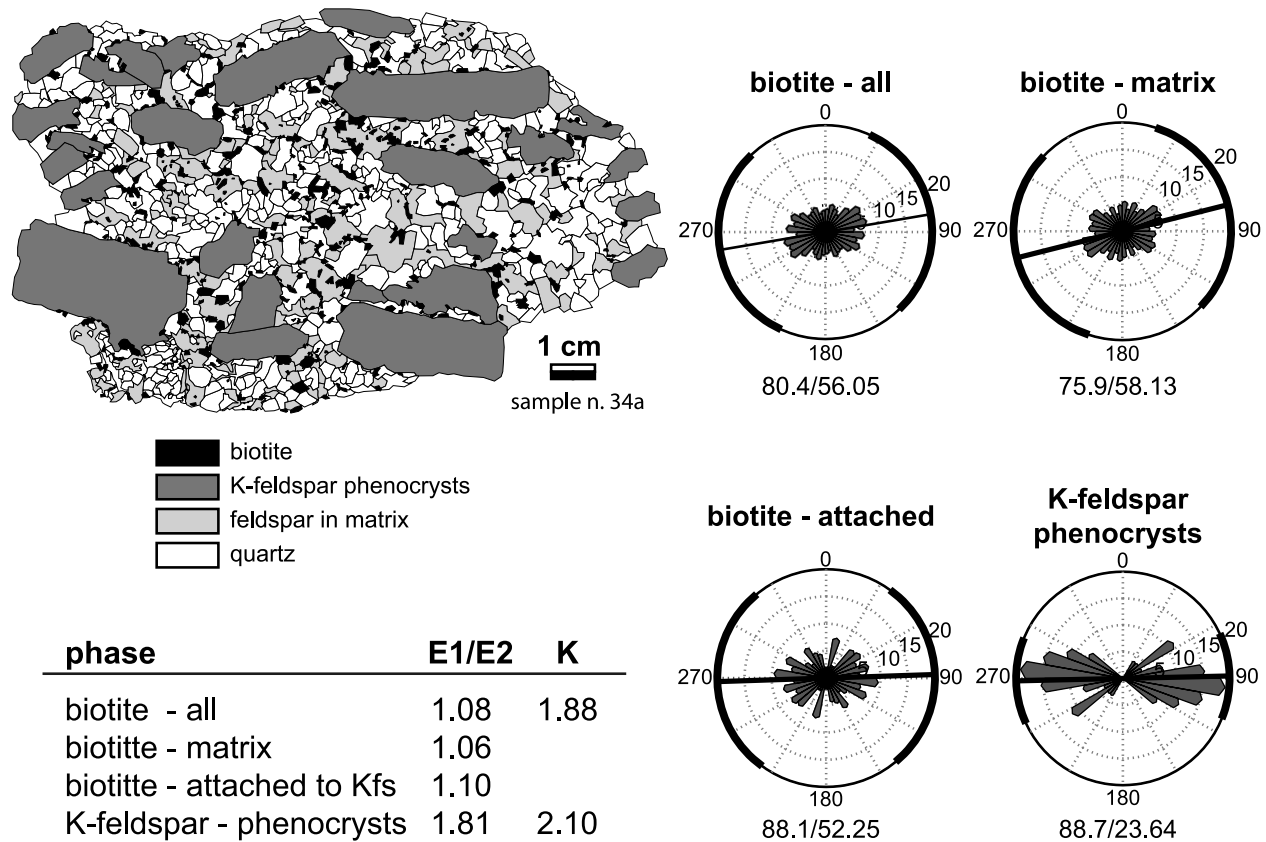 1 cm
sample n. 34a
biotite
K-feldspar phenocrysts
feldspar in matrix
quartz
phase E1/E2 K
biotite - all 1.08 1.88
biotitte - matrix 1.06
biotitte - attached to Kfs 1.10
K-feldspar - phenocrysts 1.81 2.10
biotite - all
0
20
15
10
270
90
180
80.4/56.05
biotite - matrix
0
20
15
10
270
90
180
75.9/58.13
biotite - attached
0
20
15
10
5
270
90
180
88.1/52.25
K-feldspar
phenocrysts
0
20
15
10
5
270
90
180
88.7/23.64